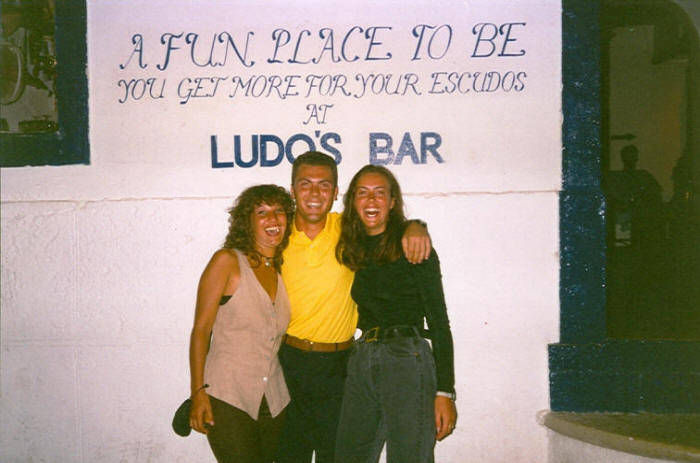 A FUN PLACE TO BE
YOU GET MORE FOR YOUR ESCUDOS
AT
LUDO'S BAR